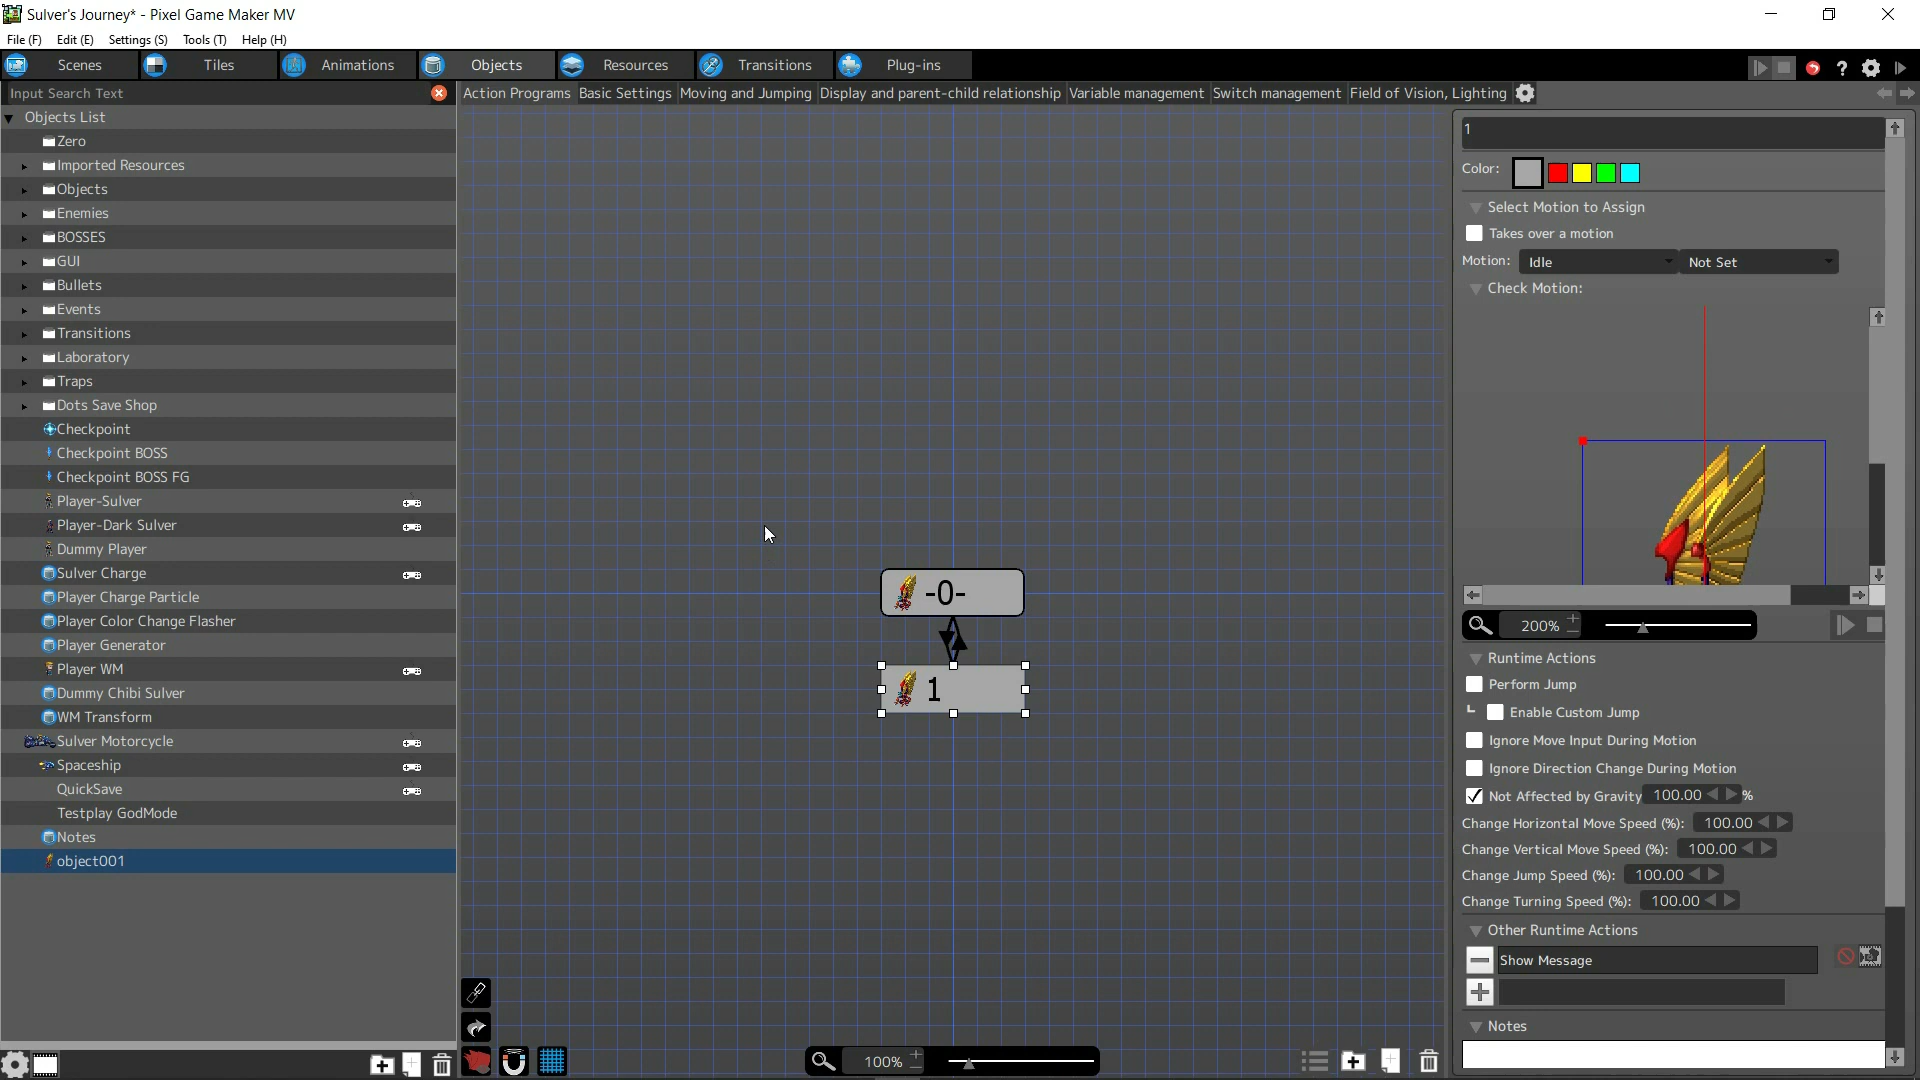 Sulver's Journey* - Pixel Game Maker MV
File (F) Edit (E) Settings (S) Tools (T) Help (H)
Scenes Tiles Animations Objects Resources Transitions Plug-ins
Input Search Text
Action Programs Basic Settings Moving and Jumping Display and parent-child relationship Variable management Switch management Field of Vision, Lighting
Objects List
Zero
Imported Resources
Objects
Enemies
BOSSES
GUI
Bullets
Events
Transitions
Laboratory
Traps
Dots Save Shop
Checkpoint
Checkpoint BOSS
Checkpoint BOSS FG
Player-Sulver
Player-Dark Sulver
Dummy Player
Sulver Charge
Player Charge Particle
Player Color Change Flasher
Player Generator
Player WM
Dummy Chibi Sulver
WM Transform
Sulver Motorcycle
Spaceship
QuickSave
Testplay GodMode
Notes
object001
-0-
1
100%
1
Color:
Select Motion to Assign
Takes over a motion
Motion: Idle Not Set
Check Motion:
200%
Runtime Actions
Perform Jump
Enable Custom Jump
Ignore Move Input During Motion
Ignore Direction Change During Motion
Not Affected by Gravity 100.00 %
Change Horizontal Move Speed (%): 100.00
Change Vertical Move Speed (%): 100.00
Change Jump Speed (%): 100.00
Change Turning Speed (%): 100.00
Other Runtime Actions
Show Message
Notes